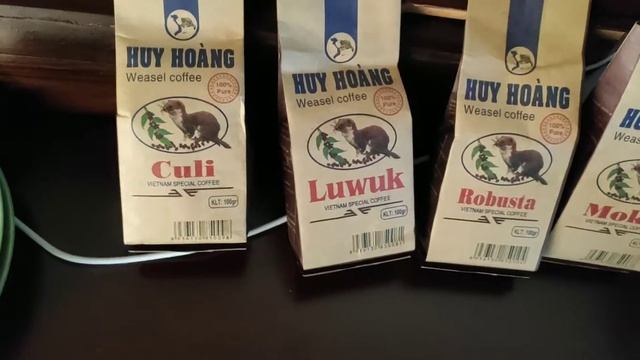 HUY HOÀNG
Weasel coffee
100% Pure
Culi
VIETNAM SPECIAL COFFEE
KLT: 100gr
HUY HOÀNG
Weasel coffee
100% Pure
Luwuk
VIETNAM SPECIAL COFFEE
KLT: 100gr
HUY HOÀNG
Weasel coffee
100% Pure
Robusta
VIETNAM SPECIAL COFFEE
KLT: 100gr